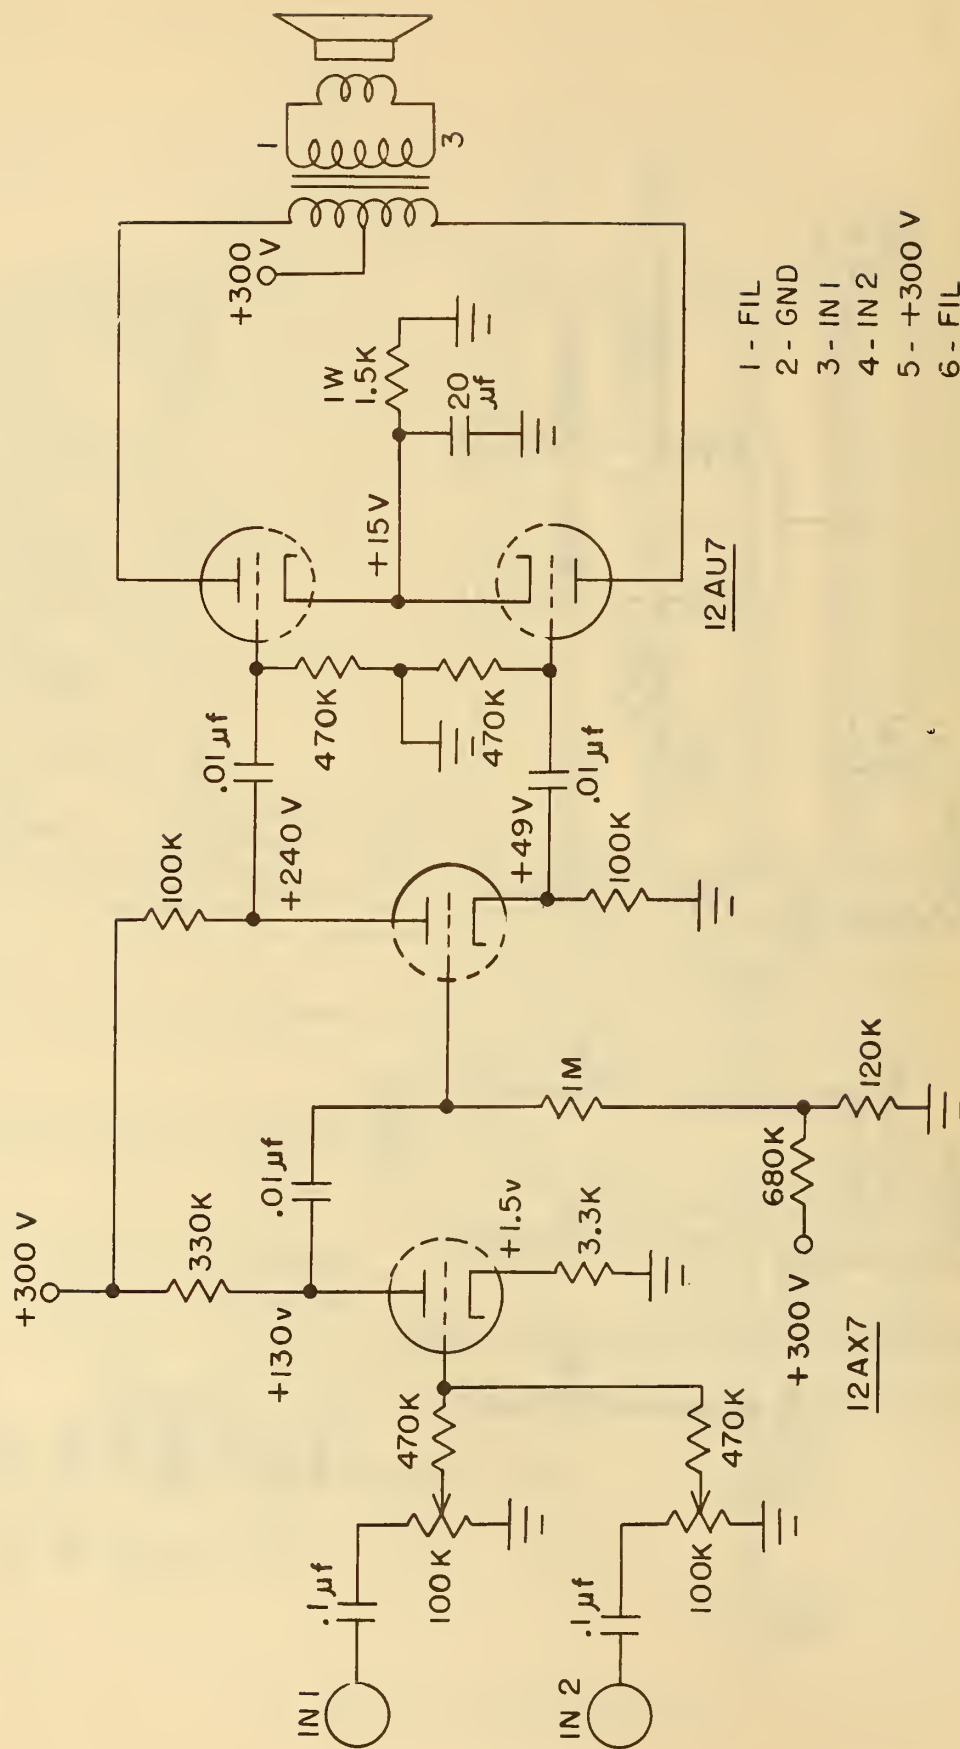 +300 V
330K
100K
+130v
.01µf
+240V
.01µf
+1.5v
3.3K
1M
680K
+300 V
120K
12AX7
IN 1
.1µf
100K
470K
IN 2
.1µf
100K
470K
+49V
100K
.01µf
470K
470K
+15V
1W
1.5K
20
µf
+300
V
1
3
12AU7
1 - FIL
2 - GND
3 - IN 1
4 - IN 2
5 - +300 V
6 - FIL